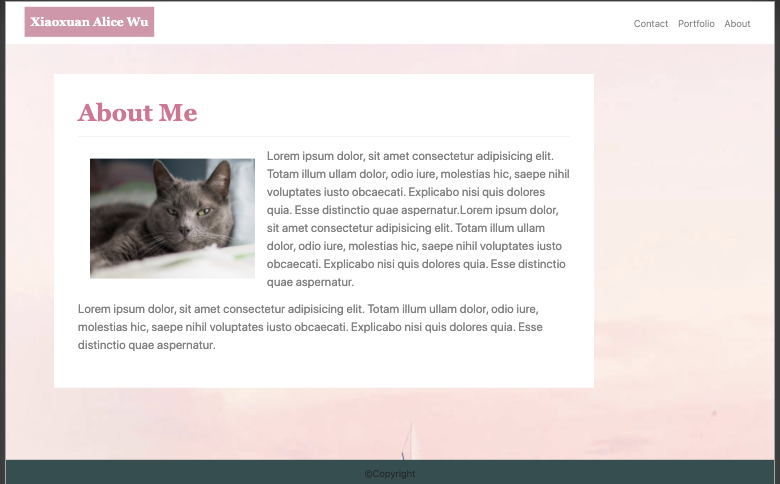 Xiaoxuan Alice Wu
Contact Portfolio About
About Me
Lorem ipsum dolor, sit amet consectetur adipisicing elit.
Totam illum ullam dolor, odio iure, molestias hic, saepe nihil
voluptates iusto obcaecati. Explicabo nisi quis dolores
quia. Esse distinctio quae aspernatur.Lorem ipsum dolor,
sit amet consectetur adipisicing elit. Totam illum ullam
dolor, odio iure, molestias hic, saepe nihil voluptates iusto
obcaecati. Explicabo nisi quis dolores quia. Esse distinctio
quae aspernatur.
Lorem ipsum dolor, sit amet consectetur adipisicing elit. Totam illum ullam dolor, odio iure,
molestias hic, saepe nihil voluptates iusto obcaecati. Explicabo nisi quis dolores quia. Esse
distinctio quae aspernatur.
©Copyright